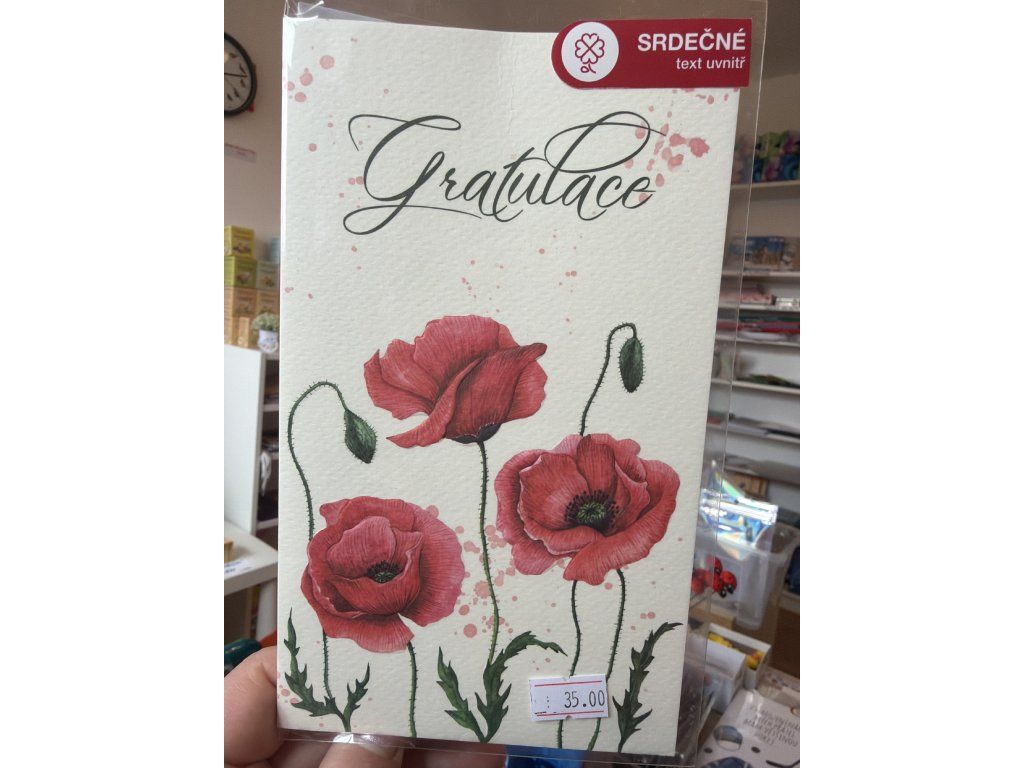 SRDEČNÉ
text uvnitř
Gratulace
35.00